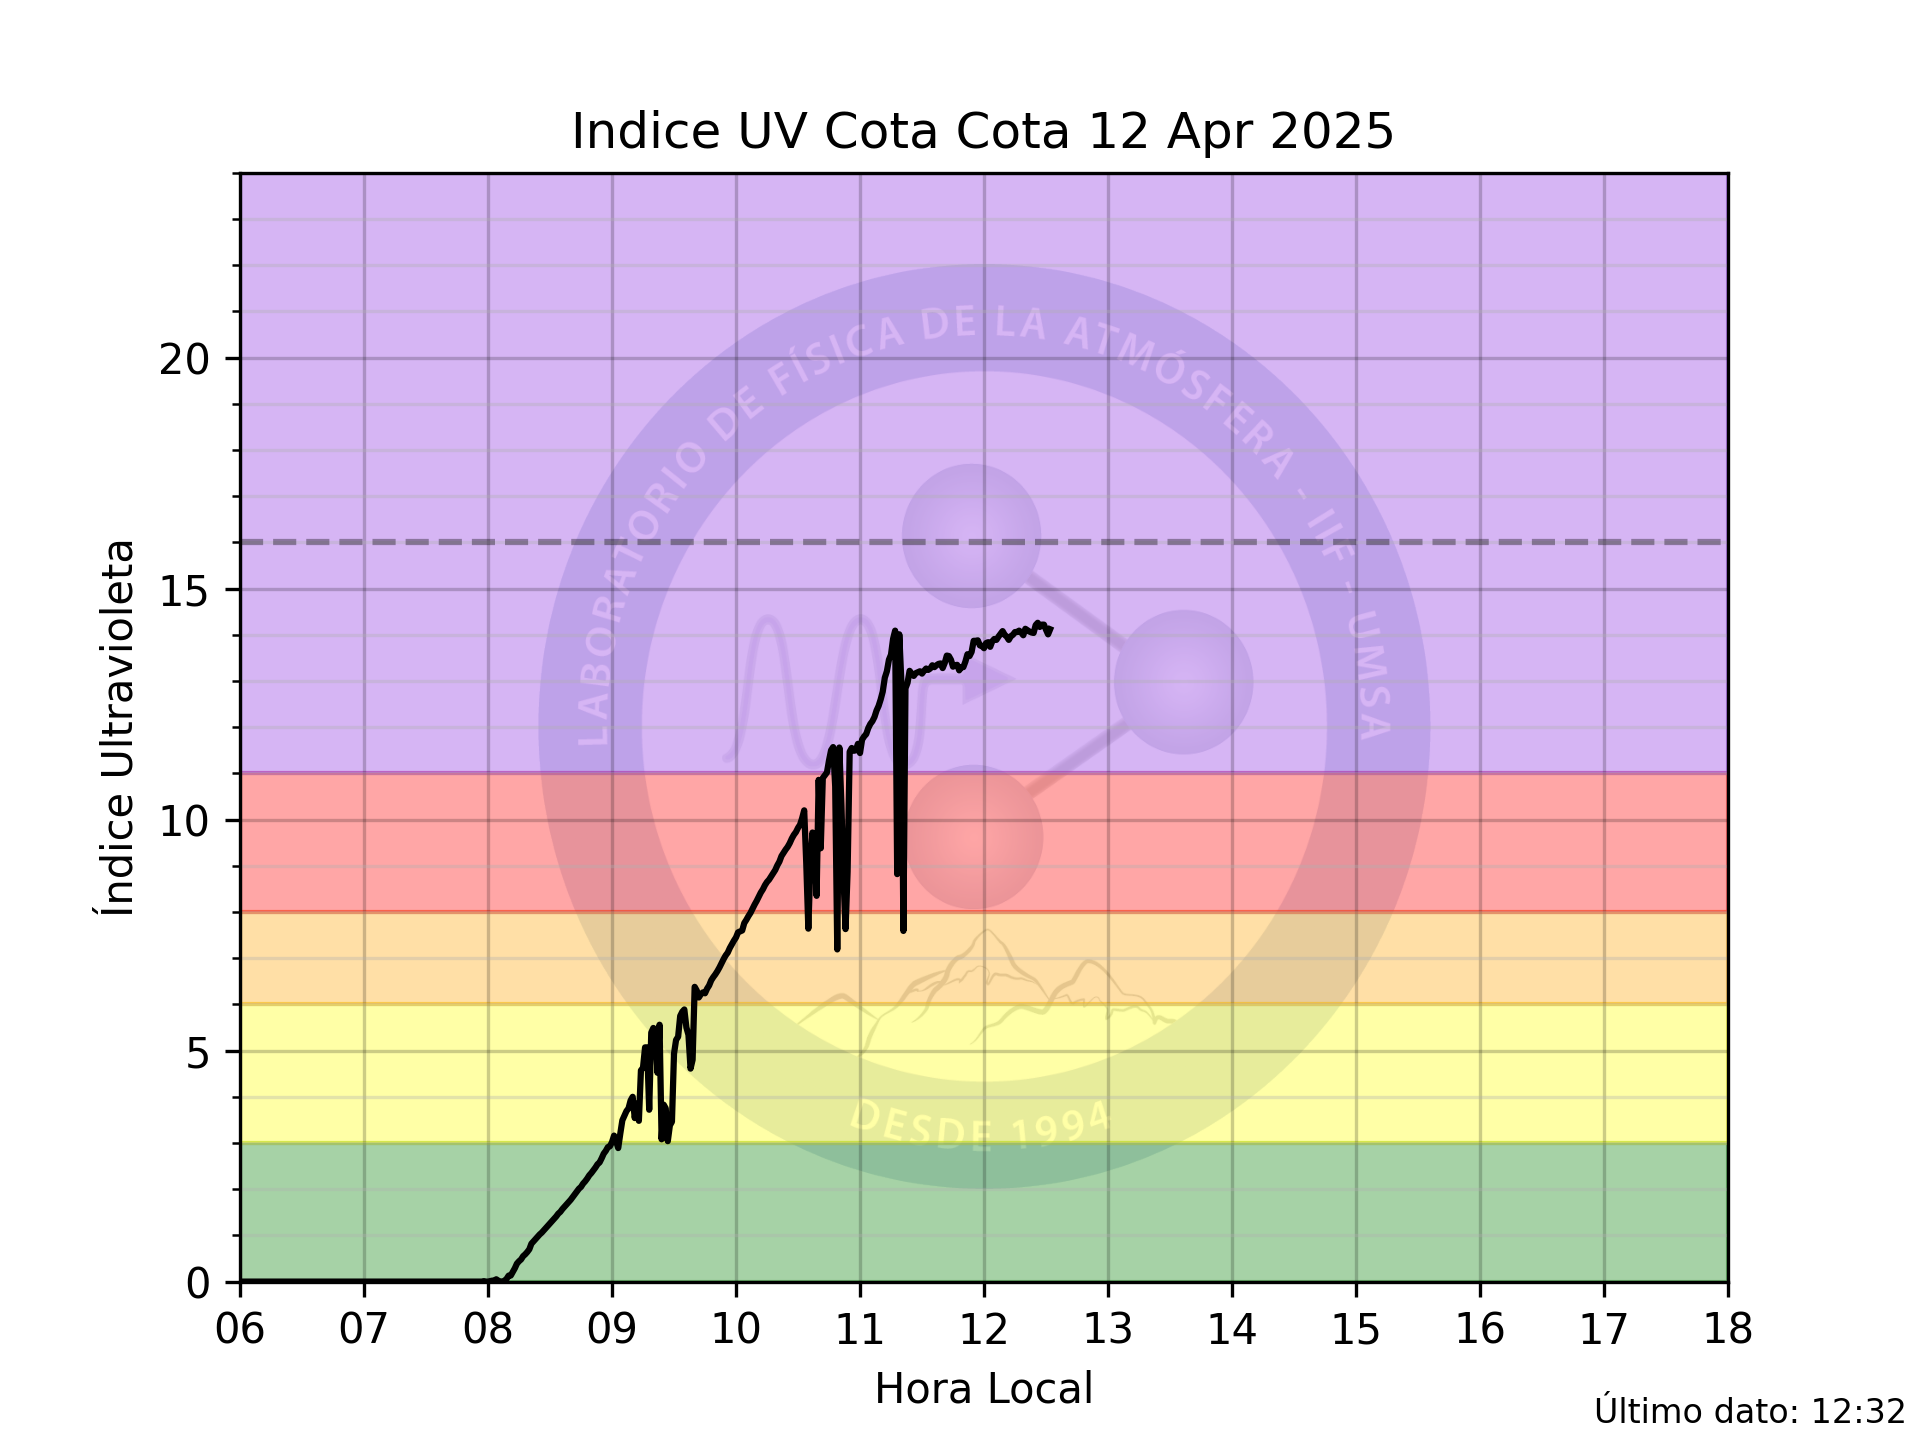 Indice UV Cota Cota 12 Apr 2025
LABORATORIO DE FÍSICA DE LA ATMÓSFERA - IIF - UMSA
DESDE 1994
Índice Ultravioleta
20
15
10
5
0
06 07 08 09 10 11 12 13 14 15 16 17 18
Hora Local
Último dato: 12:32